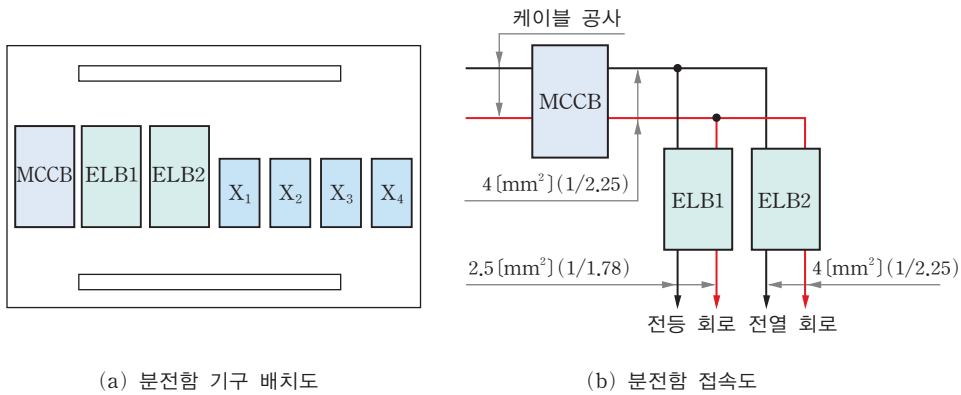 케이블 공사
MCCB
ELB1
ELB2
X₁
X₂
X₃
X₄
MCCB
4[mm²](1/2.25)
ELB1
ELB2
2.5[mm²](1/1.78)
4[mm²](1/2.25)
전등 회로
전열 회로
(a) 분전함 기구 배치도
(b) 분전함 접속도